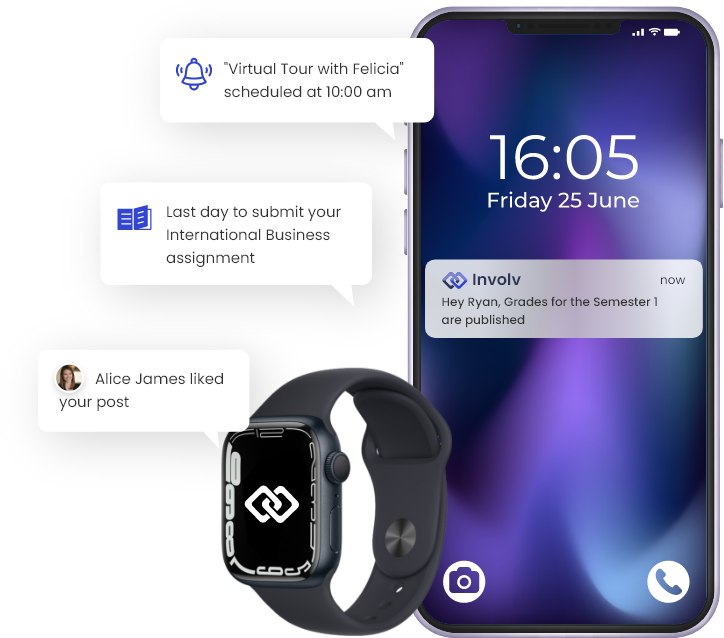 "Virtual Tour with Felicia"
scheduled at 10:00 am
16:05
Friday 25 June
Last day to submit your
International Business
assignment
Involv
now
Hey Ryan, Grades for the Semester 1
are published
Alice James liked
your post